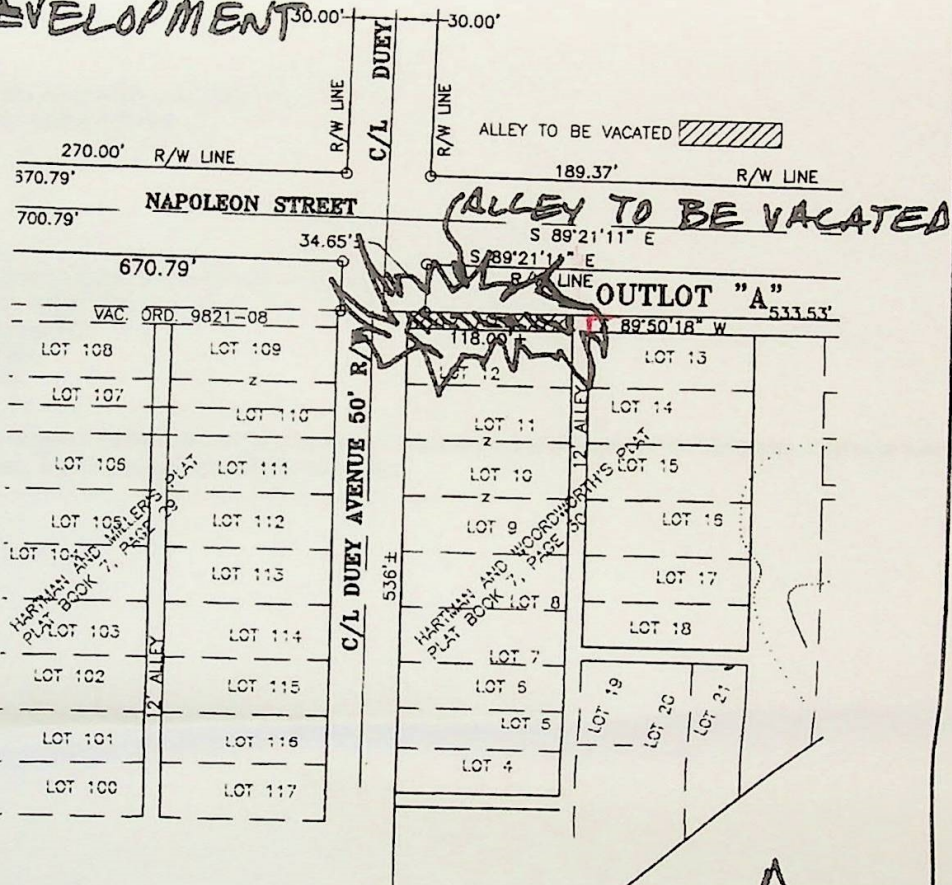 EVELOPMENT
30.00'
30.00'
C/L DUEY
R/W LINE
R/W LINE
ALLEY TO BE VACATED
270.00' R/W LINE
189.37' R/W LINE
670.79'
NAPOLEON STREET
ALLEY TO BE VACATED
700.79'
34.65'
S 89°21'11" E
S 89°21'11" E
670.79'
R/W LINE
OUTLOT "A"
533.53'
VAC. ORD. 9821-08
89°50'18" W
118.00'±
LOT 108
LOT 109
LOT 12
LOT 13
Z
LOT 107
LOT 110
LOT 11
LOT 14
Z
LOT 106
LOT 111
LOT 10
LOT 15
Z
LOT 105
LOT 112
LOT 9
LOT 16
LOT 104
LOT 113
LOT 8
LOT 17
LOT 103
LOT 114
LOT 7
LOT 18
LOT 102
LOT 115
LOT 6
LOT 19
LOT 20
LOT 21
LOT 5
LOT 101
LOT 116
LOT 4
LOT 100
LOT 117
HARTMAN AND MILLER'S PLAT
PLAT BOOK 7, PAGE 29
12' ALLEY
C/L DUEY AVENUE 50' R/
536'±
HARTMAN AND WOORDWORTH'S PLAT
PLAT BOOK 7, PAGE 30
12' ALLEY